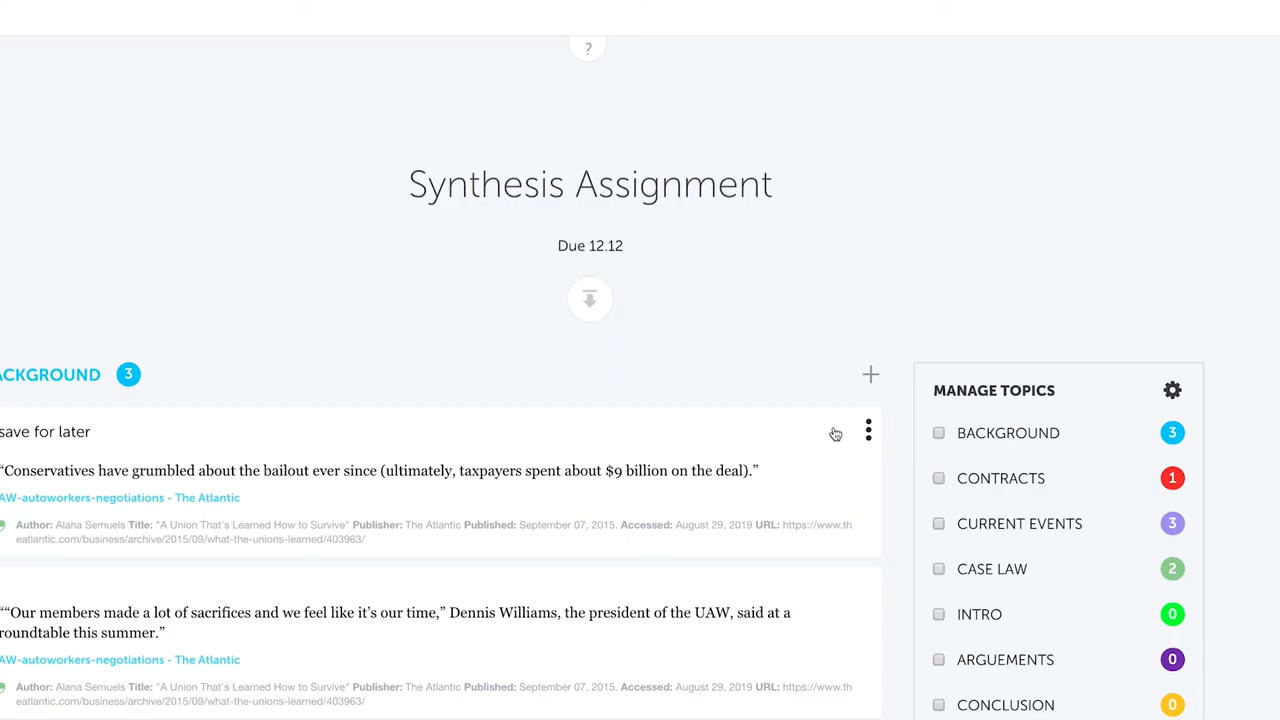 ?
Synthesis Assignment
Due 12.12
ACKGROUND 3
save for later
“Conservatives have grumbled about the bailout ever since (ultimately, taxpayers spent about $9 billion on the deal).”
AW-autoworkers-negotiations - The Atlantic
Author: Alana Samuels Title: "A Union That's Learned How to Survive" Publisher: The Atlantic Published: September 07, 2015. Accessed: August 29, 2019 URL: https://www.th
eatlantic.com/business/archive/2015/09/what-the-unions-learned/403963/
““Our members made a lot of sacrifices and we feel like it’s our time,” Dennis Williams, the president of the UAW, said at a
roundtable this summer.”
AW-autoworkers-negotiations - The Atlantic
Author: Alana Samuels Title: "A Union That's Learned How to Survive" Publisher: The Atlantic Published: September 07, 2015. Accessed: August 29, 2019 URL: https://www.th
eatlantic.com/business/archive/2015/09/what-the-unions-learned/403963/
MANAGE TOPICS
BACKGROUND 3
CONTRACTS 1
CURRENT EVENTS 3
CASE LAW 2
INTRO 0
ARGUEMENTS 0
CONCLUSION 0